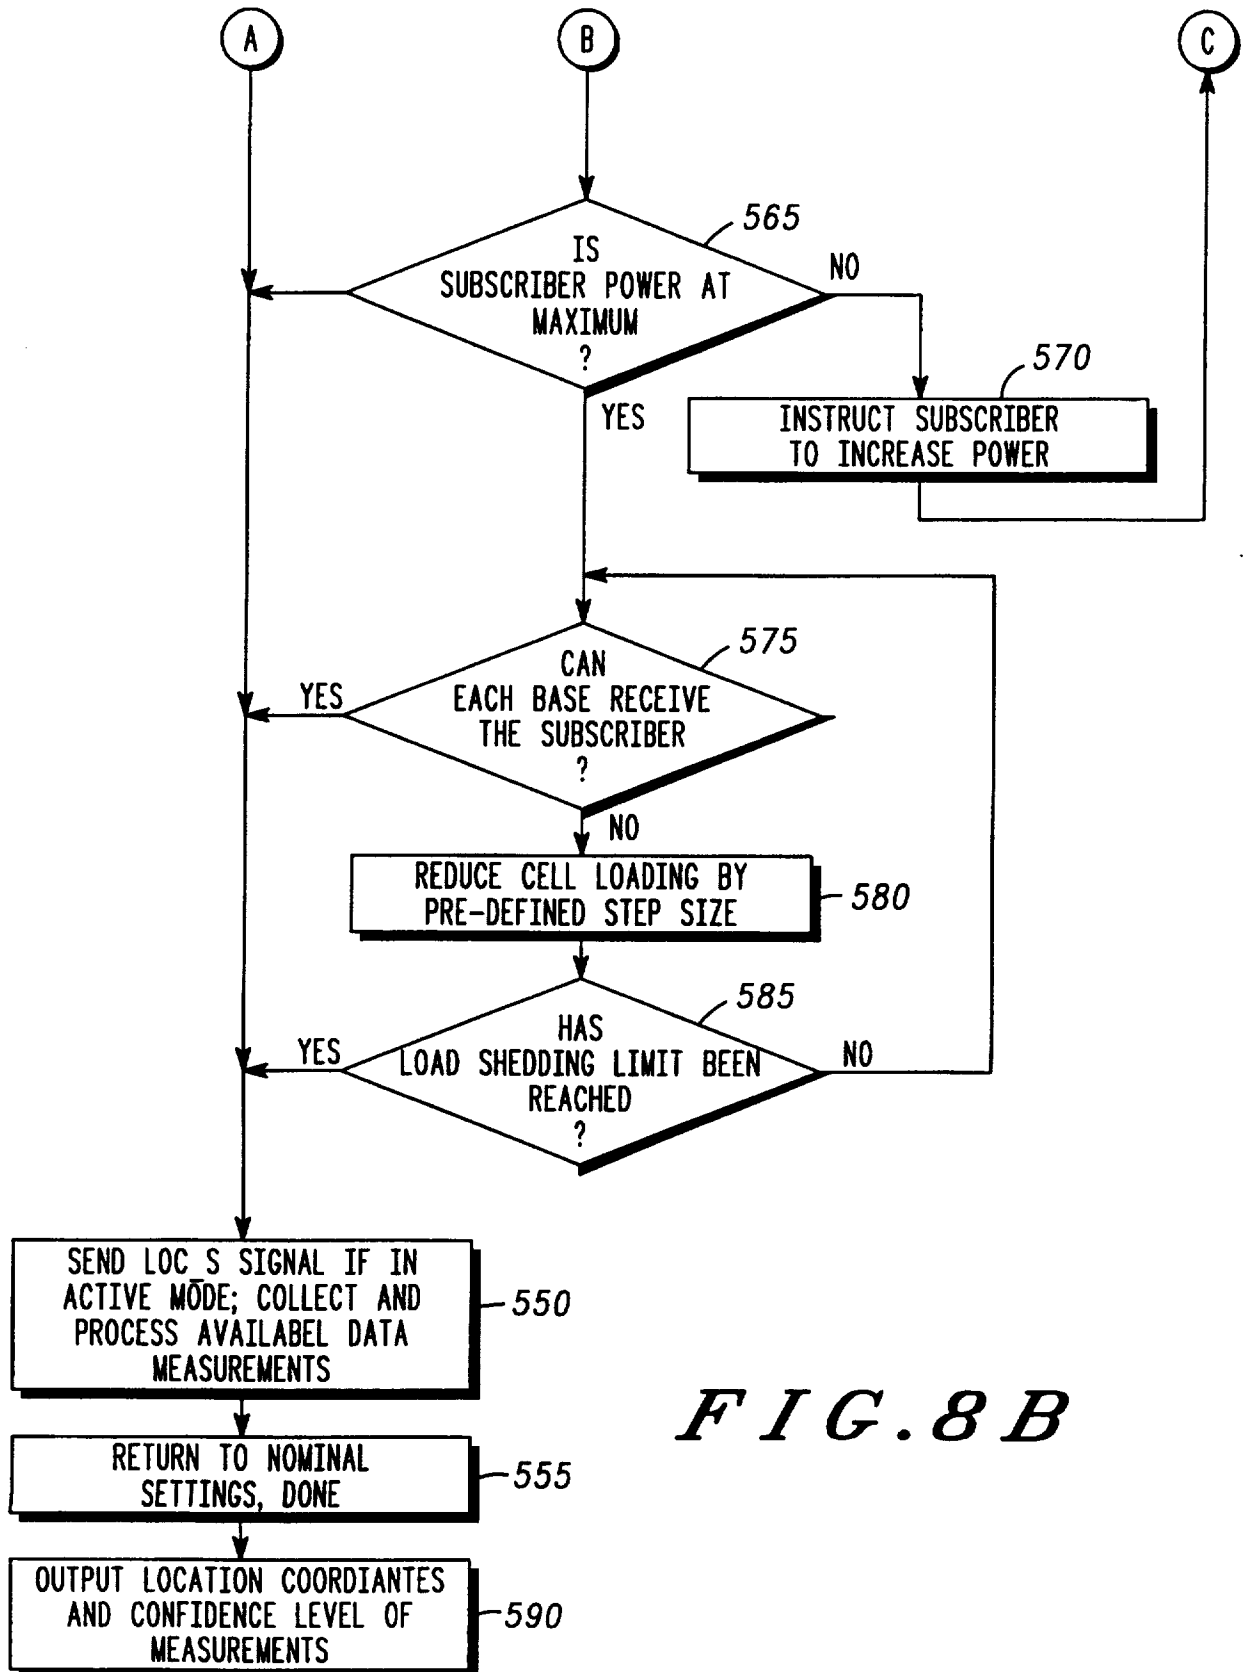 A
B
C
565
IS
SUBSCRIBER POWER AT
MAXIMUM
?
NO
YES
570
INSTRUCT SUBSCRIBER
TO INCREASE POWER
575
CAN
EACH BASE RECEIVE
THE SUBSCRIBER
?
YES
NO
REDUCE CELL LOADING BY
PRE-DEFINED STEP SIZE
580
585
HAS
LOAD SHEDDING LIMIT BEEN
REACHED
?
YES
NO
SEND LOC_S SIGNAL IF IN
ACTIVE MODE; COLLECT AND
PROCESS AVAILABEL DATA
MEASUREMENTS
550
RETURN TO NOMINAL
SETTINGS, DONE
555
OUTPUT LOCATION COORDIANTES
AND CONFIDENCE LEVEL OF
MEASUREMENTS
590
FIG.8B